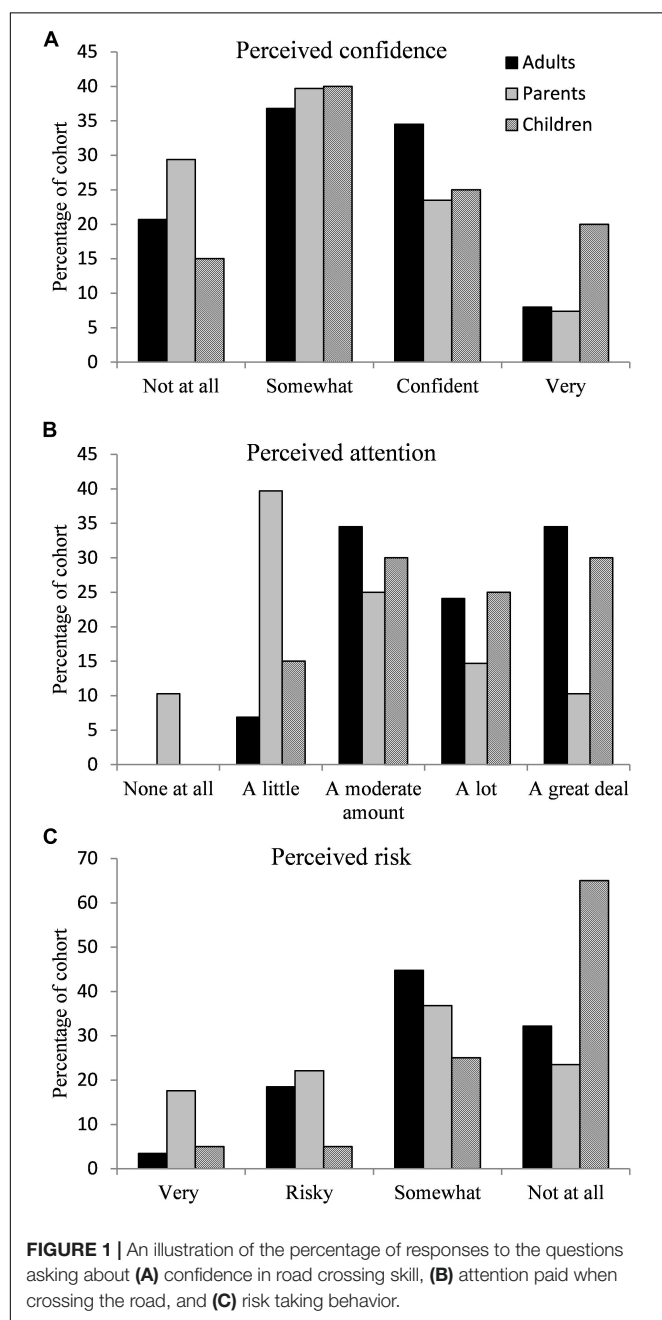 A
Perceived confidence
Adults
Parents
Children
Percentage of cohort
45
40
35
30
25
20
15
10
5
0
Not at all
Somewhat
Confident
Very
B
Perceived attention
Percentage of cohort
45
40
35
30
25
20
15
10
5
0
None at all
A little
A moderate
amount
A lot
A great deal
C
Perceived risk
Percentage of cohort
70
60
50
40
30
20
10
0
Very
Risky
Somewhat
Not at all
FIGURE 1 | An illustration of the percentage of responses to the questions
asking about (A) confidence in road crossing skill, (B) attention paid when
crossing the road, and (C) risk taking behavior.